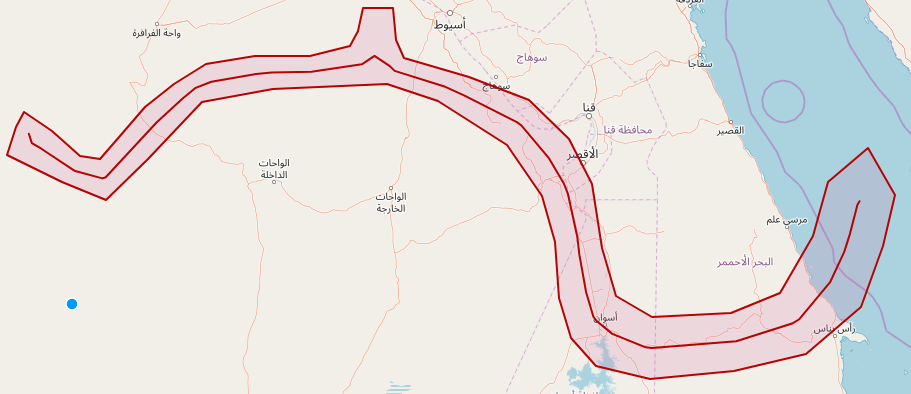 الغردقة
أسيوط
واحة الفرافرة
سوهاج
سفاجا
سوهاج
قنا
محافظة قنا
القصير
الأقصر
الواحات
الداخلة
الواحات
الخارجة
مرسى علم
البحر الأحممر
أسوان
رأس بناس